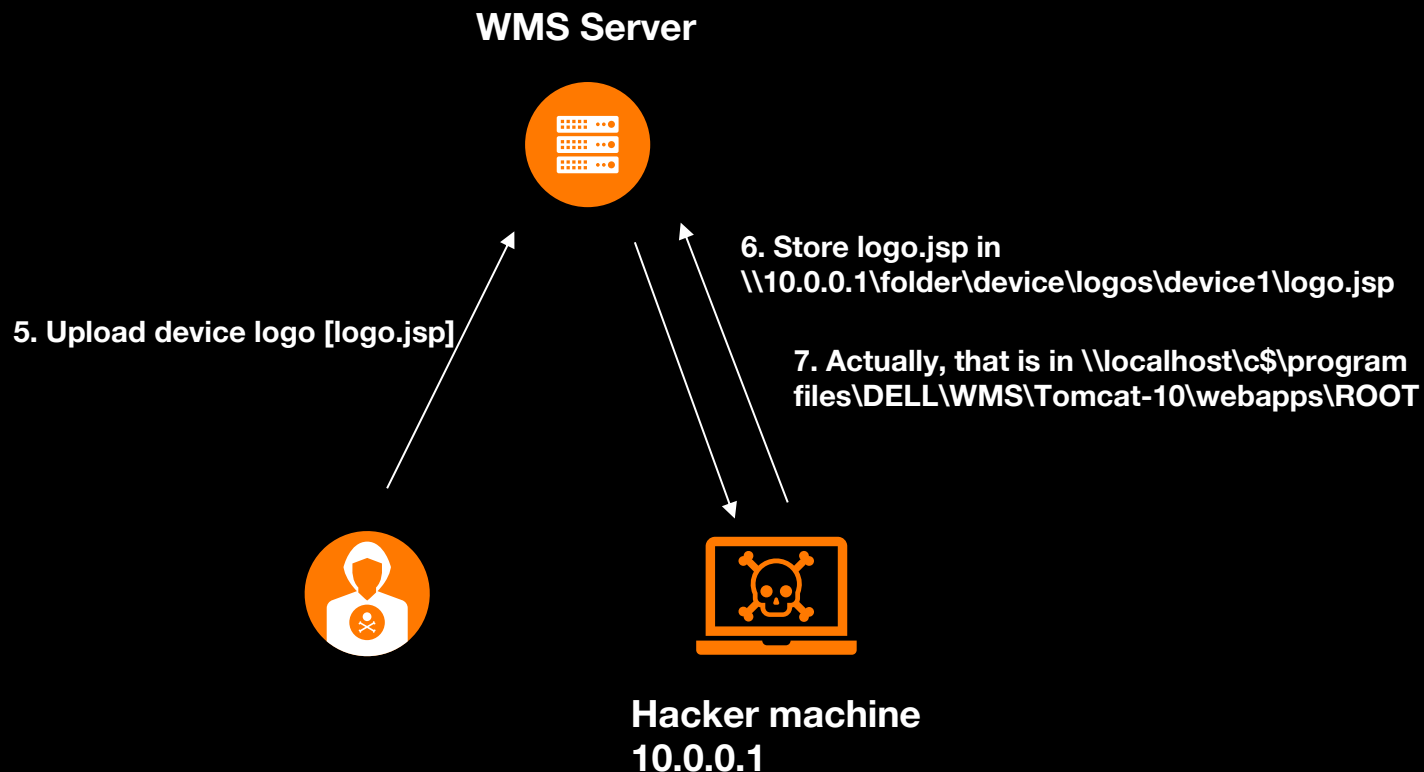 WMS Server
5. Upload device logo [logo.jsp]
6. Store logo.jsp in
\\10.0.0.1\folder\device\logos\device1\logo.jsp
7. Actually, that is in \\localhost\c$\program
files\DELL\WMS\Tomcat-10\webapps\ROOT
Hacker machine
10.0.0.1